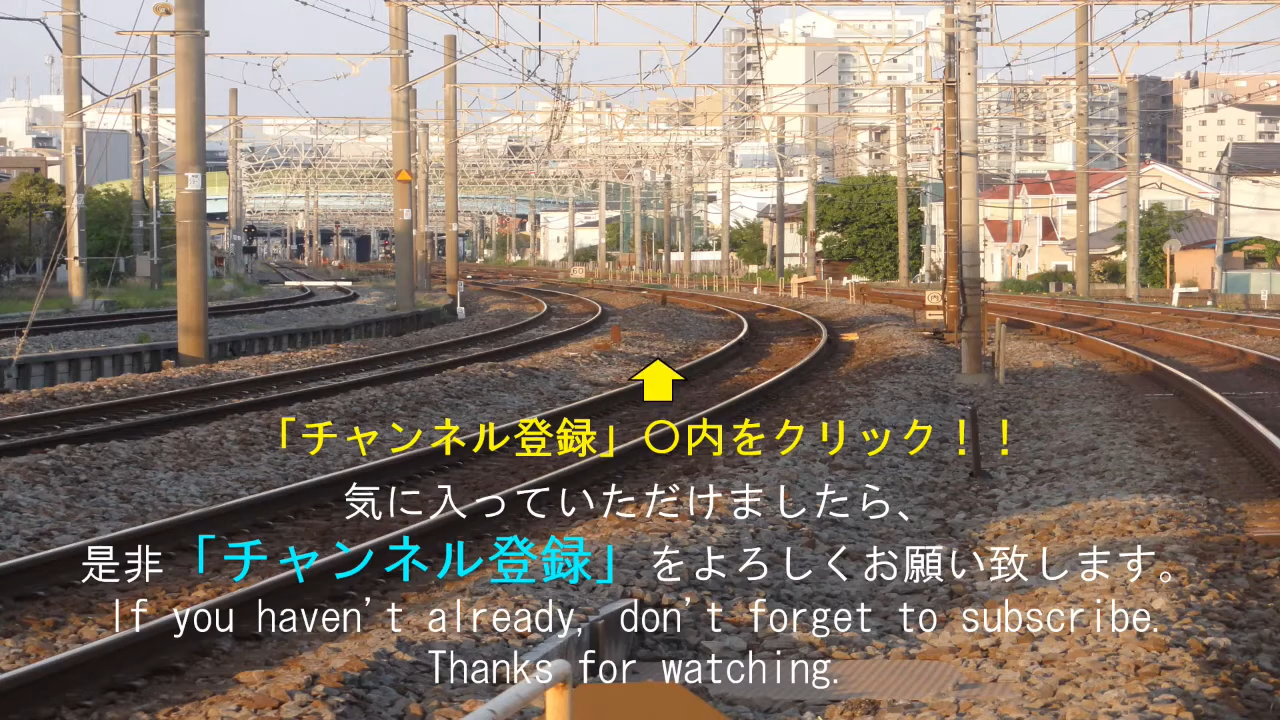 60
「チャンネル登録」〇内をクリック！！
気に入っていただけましたら、
是非「チャンネル登録」をよろしくお願い致します。
If you haven't already, don't forget to subscribe.
Thanks for watching.